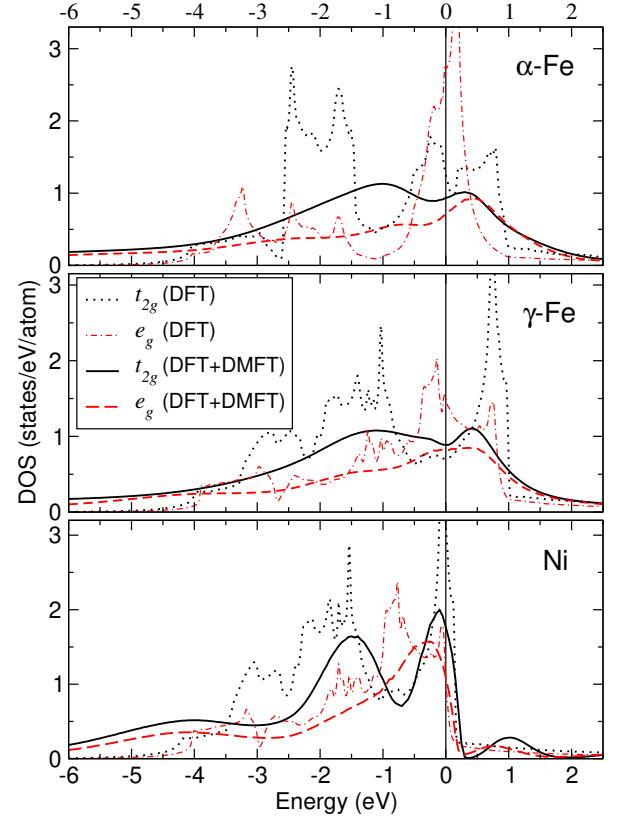 -6 -5 -4 -3 -2 -1 0 1 2
3
2
1
0
α-Fe
3
2
1
0
γ-Fe
t2g (DFT)
eg (DFT)
t2g (DFT+DMFT)
eg (DFT+DMFT)
DOS (states/eV/atom)
3
2
1
0
Ni
-6 -5 -4 -3 -2 -1 0 1 2
Energy (eV)